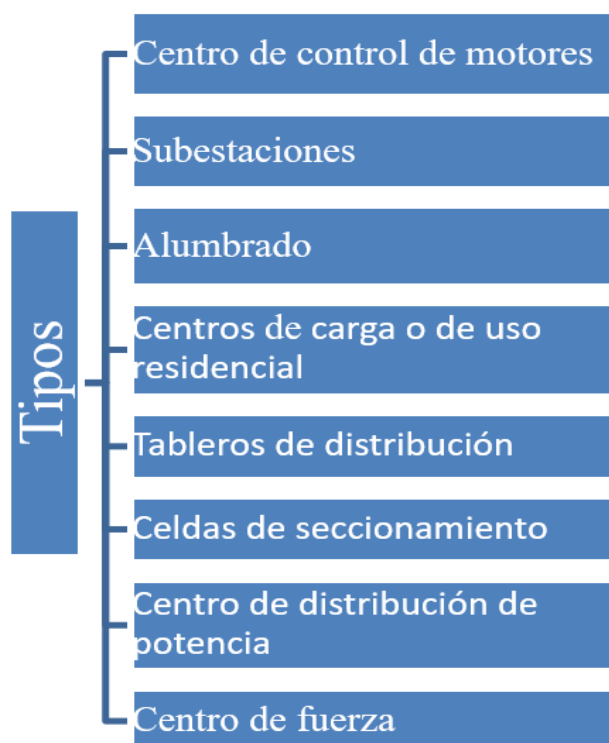 Tipos
Centro de control de motores
Subestaciones
Alumbrado
Centros de carga o de uso
residencial
Tableros de distribución
Celdas de seccionamiento
Centro de distribución de
potencia
Centro de fuerza